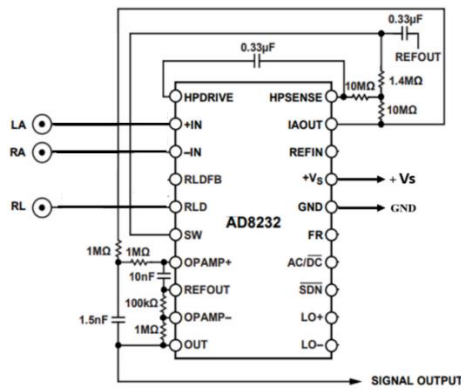 0.33µF
REFOUT
0.33µF
10MΩ
1.4MΩ
10MΩ
HPDRIVE
HPSENSE
LA
+IN
IAOUT
RA
–IN
REFIN
RLDFB
+VS
+ Vs
RL
RLD
GND
GND
SW
AD8232
FR
1MΩ
1MΩ
OPAMP+
AC/DC
10nF
REFOUT
SDN
100kΩ
1.5nF
OPAMP–
LO+
1MΩ
OUT
LO–
SIGNAL OUTPUT